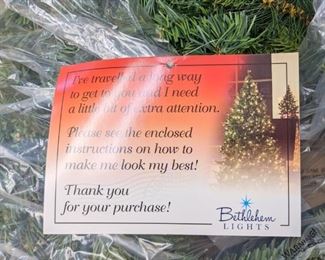 I've travelled a long way
to get to you and I need
a little bit of extra attention.
Please see the enclosed
instructions on how to
make me look my best!
Thank you
for your purchase!
Bethlehem
LIGHTS